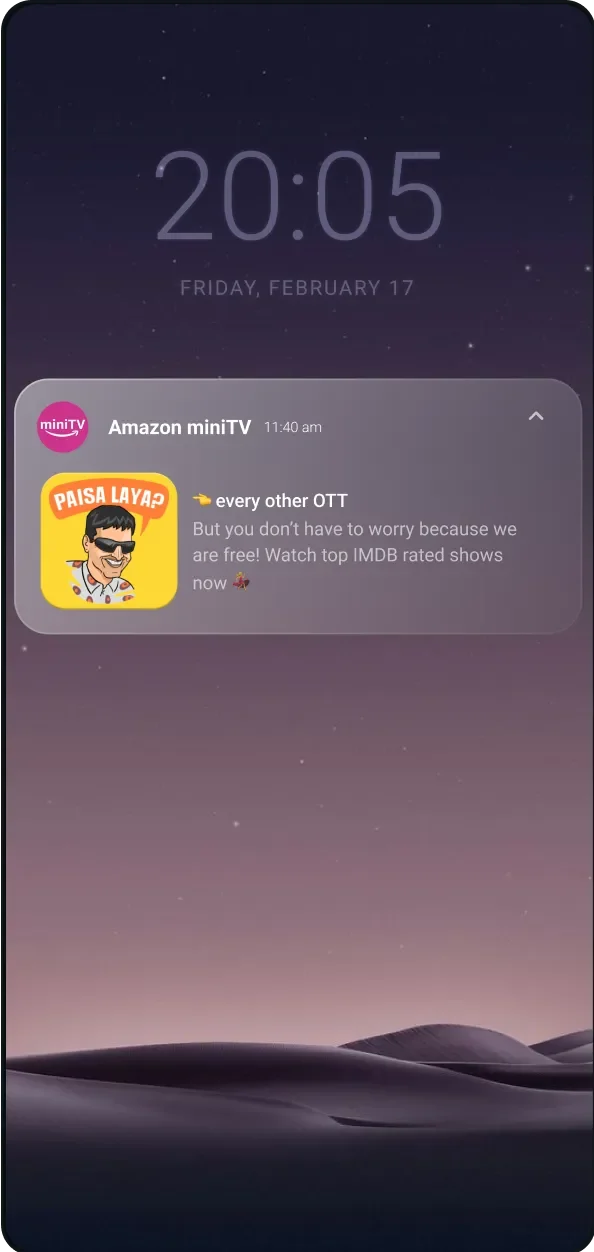 20:05
FRIDAY, FEBRUARY 17
miniTV
Amazon miniTV 11:40 am
PAISA LAYA?
👈 every other OTT
But you don’t have to worry because we
are free! Watch top IMDB rated shows
now 💃🏾